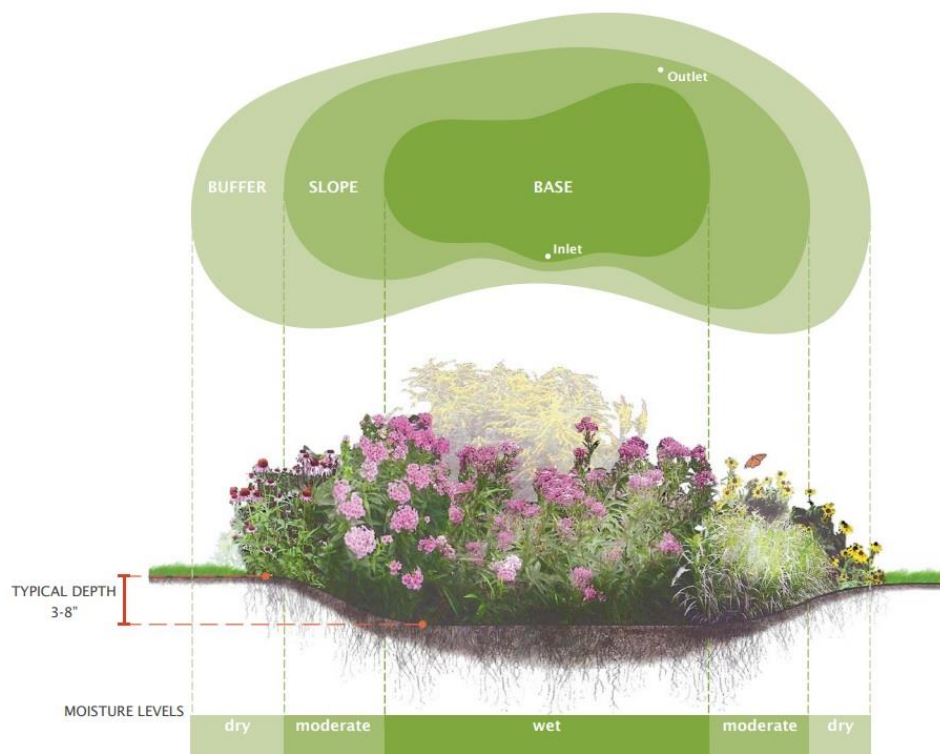 Outlet
BUFFER
SLOPE
BASE
Inlet
TYPICAL DEPTH
3-8"
MOISTURE LEVELS
dry
moderate
wet
moderate
dry